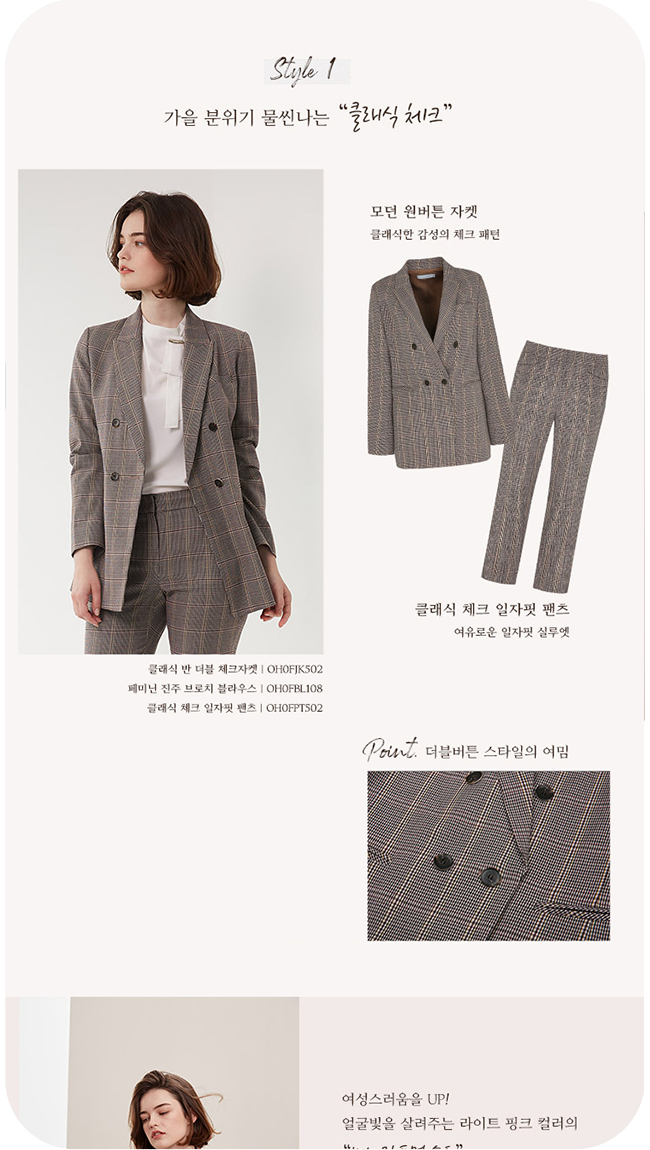 Style 1
가을 분위기 물씬나는 “클래식 체크”
모던 원버튼 자켓
클래식한 감성의 체크 패턴
클래식 체크 일자핏 팬츠
여유로운 일자핏 실루엣
클래식 반 더블 체크자켓 | OH0FJK502
페미닌 진주 브로치 블라우스 | OH0FBL108
클래식 체크 일자핏 팬츠 | OH0FPT502
Point. 더블버튼 스타일의 여밈
여성스러움을 UP!
얼굴빛을 살려주는 라이트 핑크 컬러의